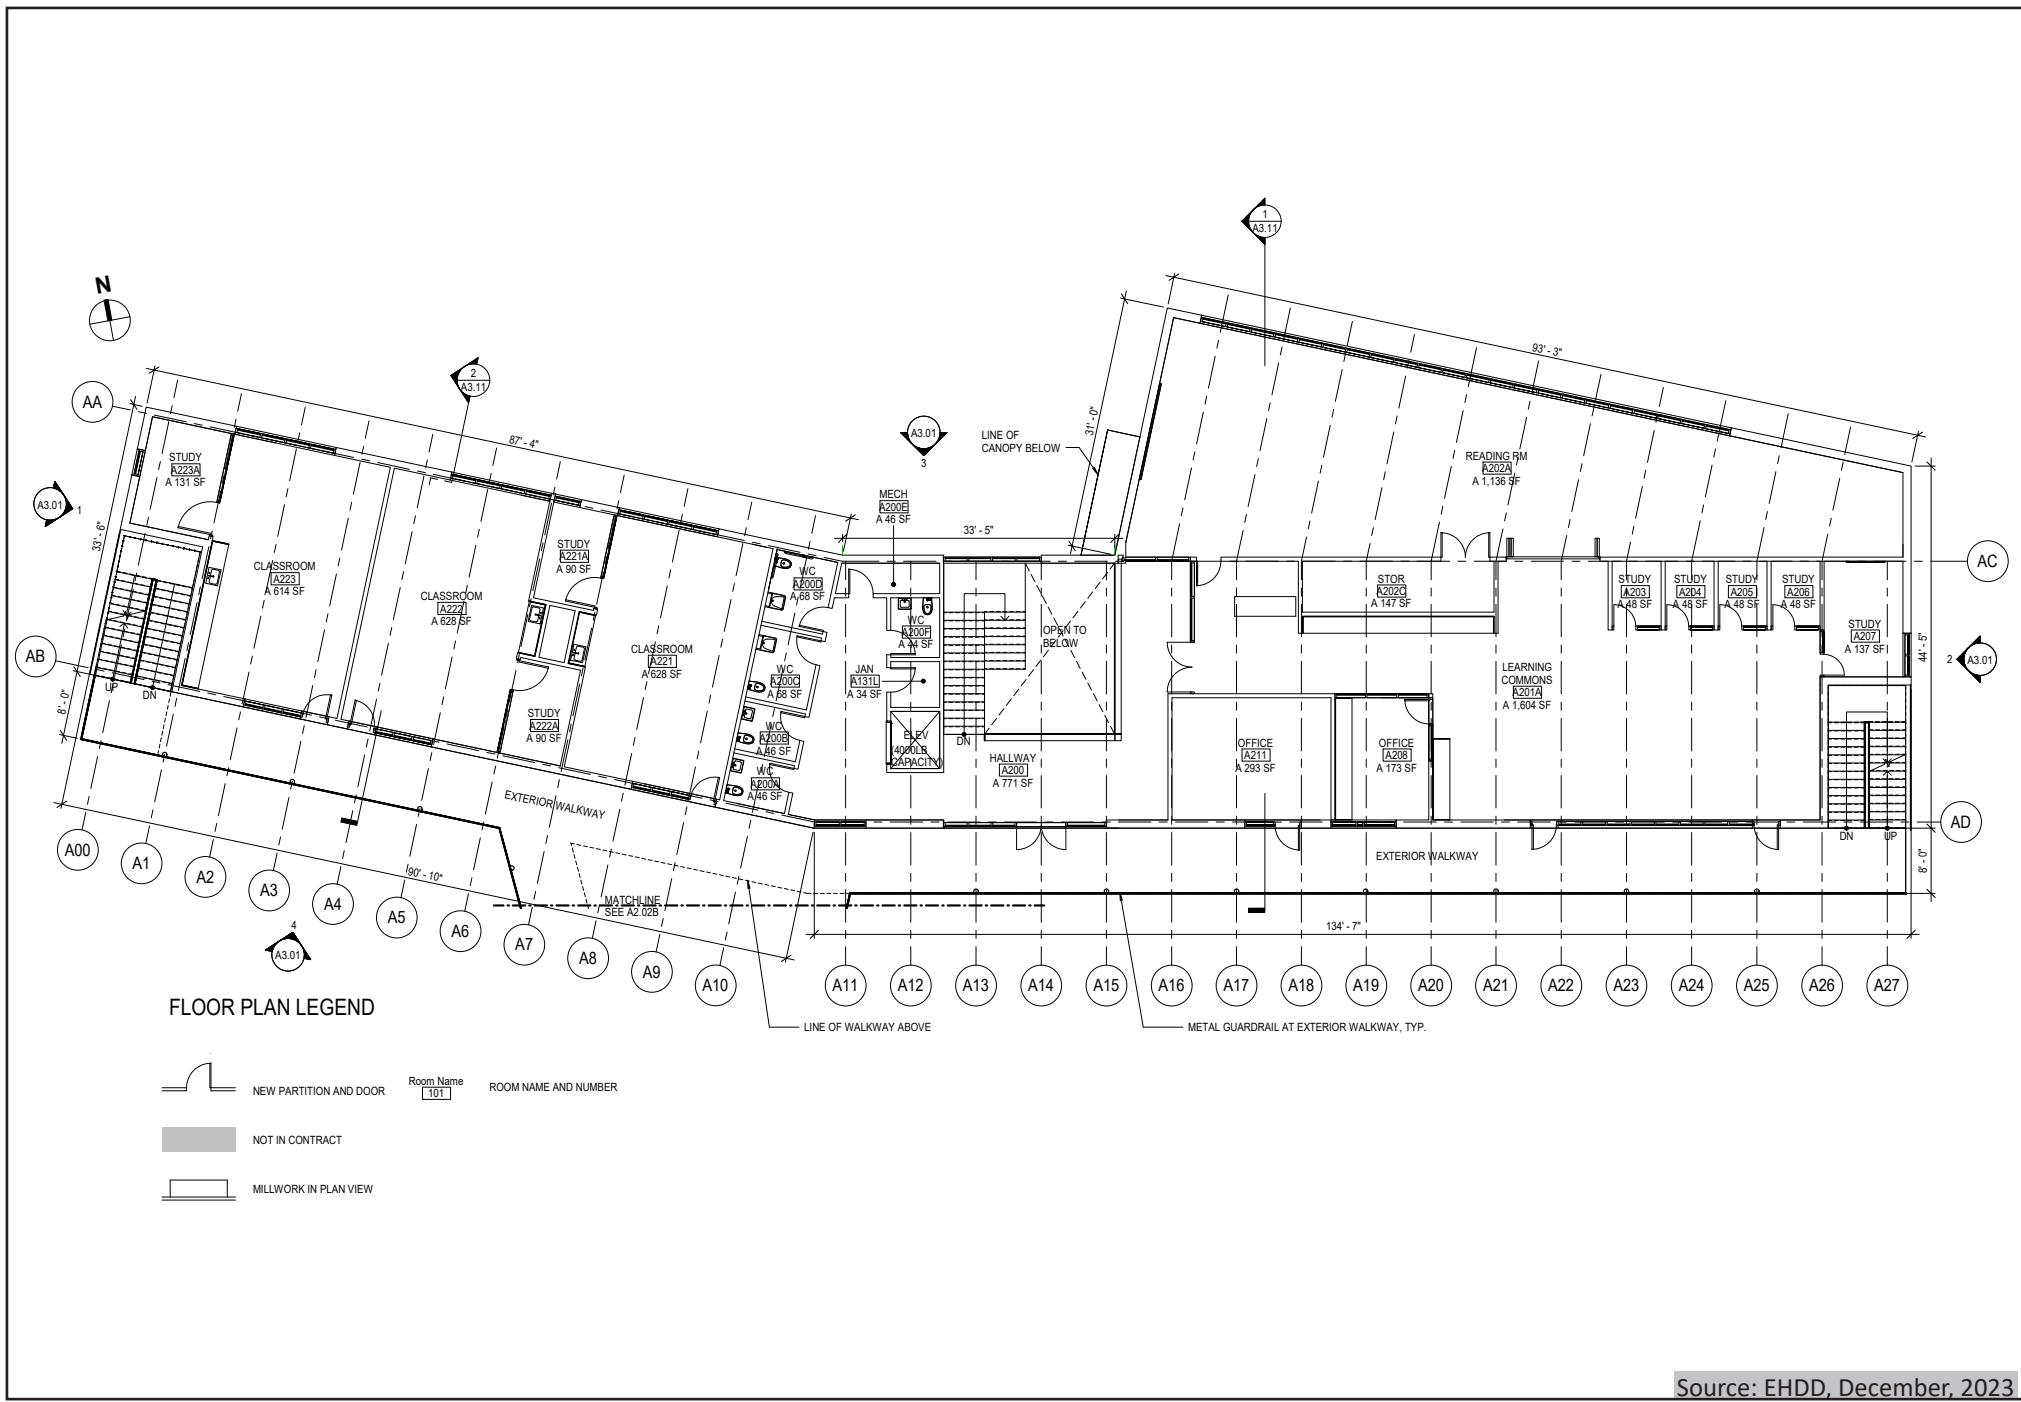 1
A3.11
N
93' - 3"
2
A3.11
AA
31' - 0"
LINE OF
CANOPY BELOW
A3.01
3
87' - 4"
READING RM
A202A
A 1,136 SF
STUDY
A223A
A 131 SF
A3.01
1
MECH
A200E
A 46 SF
33' - 5"
33' - 6"
STUDY
A221A
A 90 SF
CLASSROOM
A223
A 614 SF
CLASSROOM
A222
A 628 SF
WC
A200D
A 68 SF
STOR
A202C
A 147 SF
STUDY
A203
A 48 SF
STUDY
A204
A 48 SF
STUDY
A205
A 48 SF
STUDY
A206
A 48 SF
AC
WC
A200F
A 44 SF
OPEN TO
BELOW
STUDY
A207
A 137 SF
44' - 5"
2
A3.01
AB
CLASSROOM
A221
A 628 SF
WC
A200C
A 68 SF
JAN
A131L
A 34 SF
LEARNING
COMMONS
A201A
A 1,604 SF
UP
DN
8' - 0"
STUDY
A222A
A 90 SF
WC
A200B
A 46 SF
ELEV
(4000LB
CAPACITY)
DN
HALLWAY
A200
A 771 SF
OFFICE
A211
A 293 SF
OFFICE
A208
A 173 SF
WC
A200A
A 46 SF
EXTERIOR WALKWAY
AD
DN
UP
EXTERIOR WALKWAY
8' - 0"
90' - 10"
MATCHLINE
SEE A2.02B
134' - 7"
A00
A1
A2
A3
A4
A5
A6
A7
A8
A9
A10
A11
A12
A13
A14
A15
A16
A17
A18
A19
A20
A21
A22
A23
A24
A25
A26
A27
4
A3.01
LINE OF WALKWAY ABOVE
METAL GUARDRAIL AT EXTERIOR WALKWAY, TYP.
FLOOR PLAN LEGEND
NEW PARTITION AND DOOR
Room Name
101
ROOM NAME AND NUMBER
NOT IN CONTRACT
MILLWORK IN PLAN VIEW
Source: EHDD, December, 2023